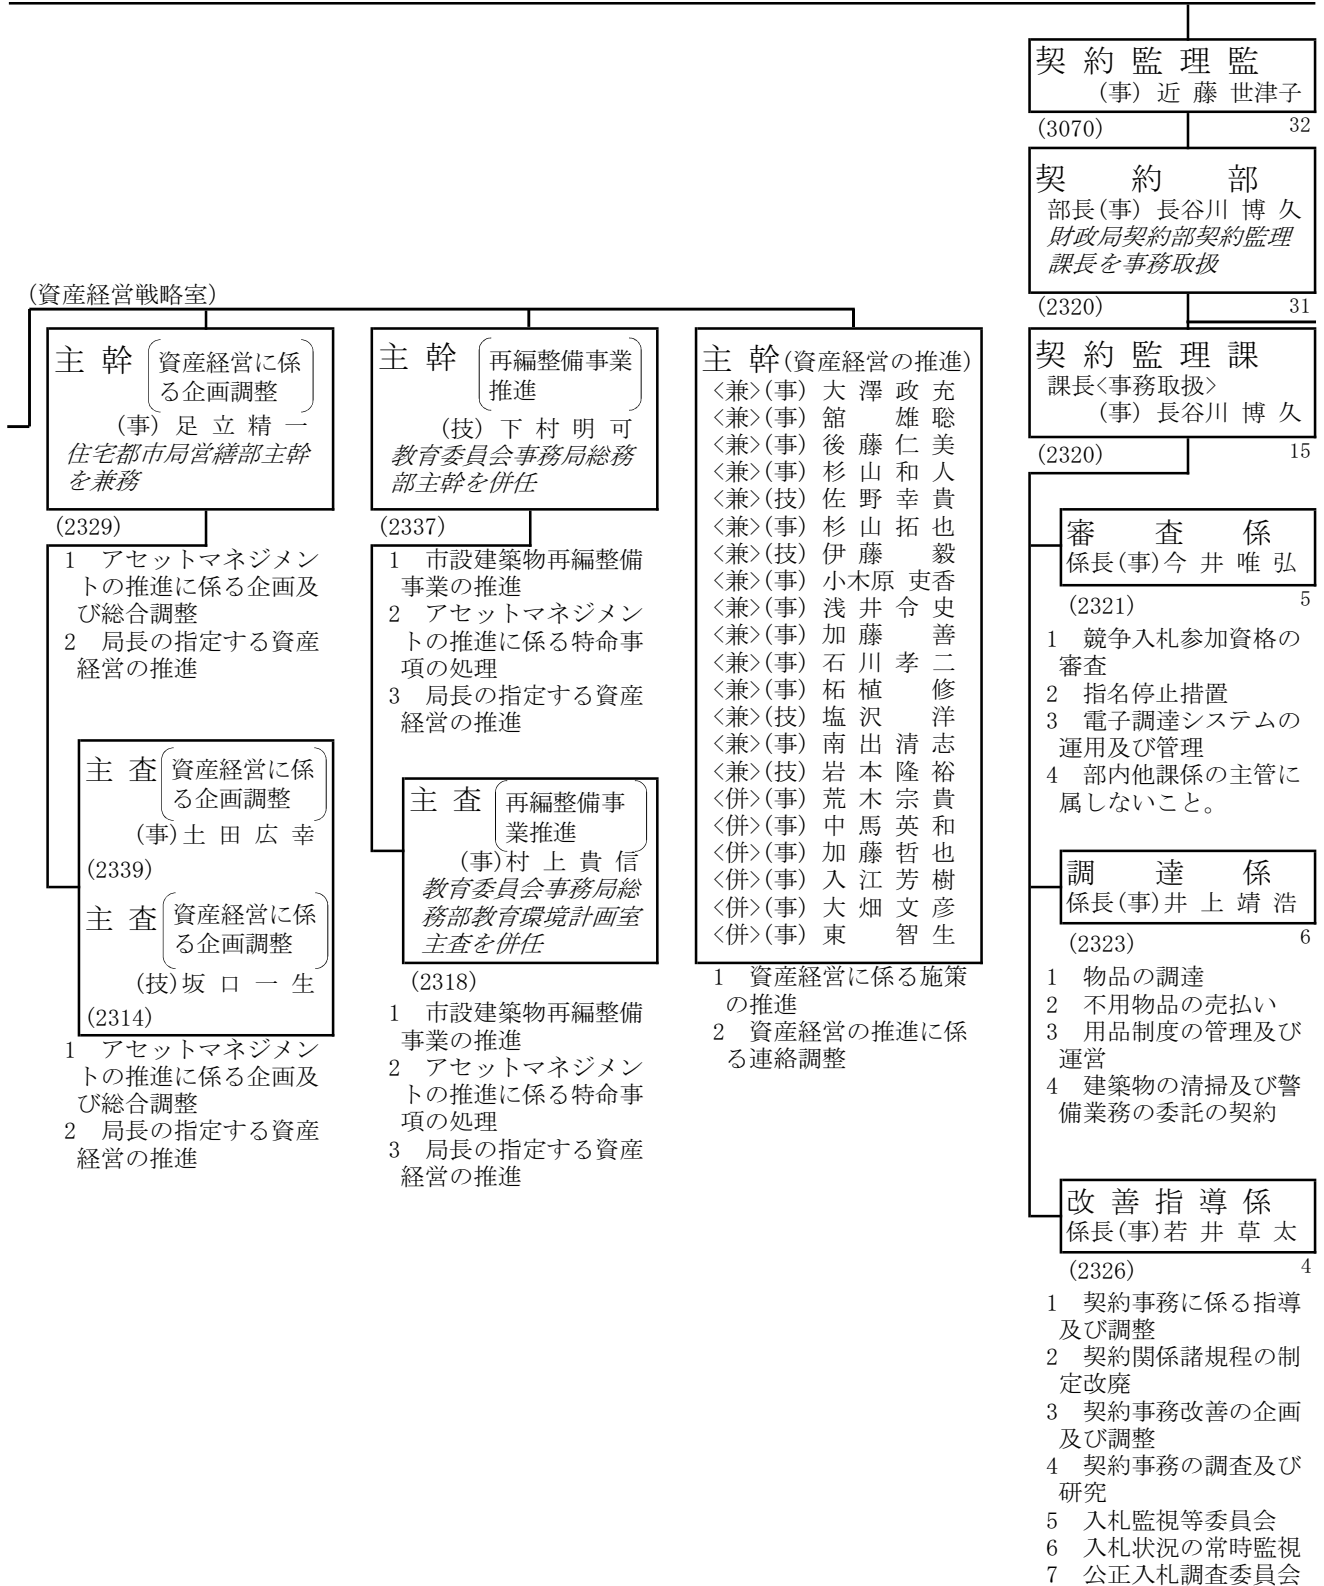 (資産経営戦略室)
主 幹
資産経営に係
る企画調整
(事) 足 立 精 一
住宅都市局営繕部主幹
を兼務
(2329)
1 アセットマネジメン
トの推進に係る企画及
び総合調整
2 局長の指定する資産
経営の推進
主 査
資産経営に係
る企画調整
(事)土 田 広 幸
(2339)
主 査
資産経営に係
る企画調整
(技)坂 口 一 生
(2314)
1 アセットマネジメン
トの推進に係る企画及
び総合調整
2 局長の指定する資産
経営の推進
主 幹
再編整備事業
推進
(技) 下 村 明 可
教育委員会事務局総務
部主幹を併任
(2337)
1 市設建築物再編整備
事業の推進
2 アセットマネジメン
トの推進に係る特命事
項の処理
3 局長の指定する資産
経営の推進
主 査
再編整備事
業推進
(事)村 上 貴 信
教育委員会事務局総
務部教育環境計画室
主査を併任
(2318)
1 市設建築物再編整備
事業の推進
2 アセットマネジメン
トの推進に係る特命事
項の処理
3 局長の指定する資産
経営の推進
主 幹(資産経営の推進)
<兼>(事) 大 澤 政 充
<兼>(事) 舘 雄 聡
<兼>(事) 後 藤 仁 美
<兼>(事) 杉 山 和 人
<兼>(技) 佐 野 幸 貴
<兼>(事) 杉 山 拓 也
<兼>(技) 伊 藤 毅
<兼>(事) 小木原 吏香
<兼>(事) 浅 井 令 史
<兼>(事) 加 藤 善
<兼>(事) 石 川 孝 二
<兼>(事) 柘 植 修
<兼>(技) 塩 沢 洋
<兼>(事) 南 出 清 志
<兼>(技) 岩 本 隆 裕
<併>(事) 荒 木 宗 貴
<併>(事) 中 馬 英 和
<併>(事) 加 藤 哲 也
<併>(事) 入 江 芳 樹
<併>(事) 大 畑 文 彦
<併>(事) 東 智 生
1 資産経営に係る施策
の推進
2 資産経営の推進に係
る連絡調整
契 約 監 理 監
(事) 近 藤 世津子
(3070) 32
契 約 部
部長(事) 長谷川 博 久
財政局契約部契約監理
課長を事務取扱
(2320) 31
契 約 監 理 課
課長<事務取扱>
(事) 長谷川 博 久
(2320) 15
審 査 係
係長(事)今 井 唯 弘
(2321) 5
1 競争入札参加資格の
審査
2 指名停止措置
3 電子調達システムの
運用及び管理
4 部内他課係の主管に
属しないこと。
調 達 係
係長(事)井 上 靖 浩
(2323) 6
1 物品の調達
2 不用物品の売払い
3 用品制度の管理及び
運営
4 建築物の清掃及び警
備業務の委託の契約
改 善 指 導 係
係長(事)若 井 草 太
(2326) 4
1 契約事務に係る指導
及び調整
2 契約関係諸規程の制
定改廃
3 契約事務改善の企画
及び調整
4 契約事務の調査及び
研究
5 入札監視等委員会
6 入札状況の常時監視
7 公正入札調査委員会